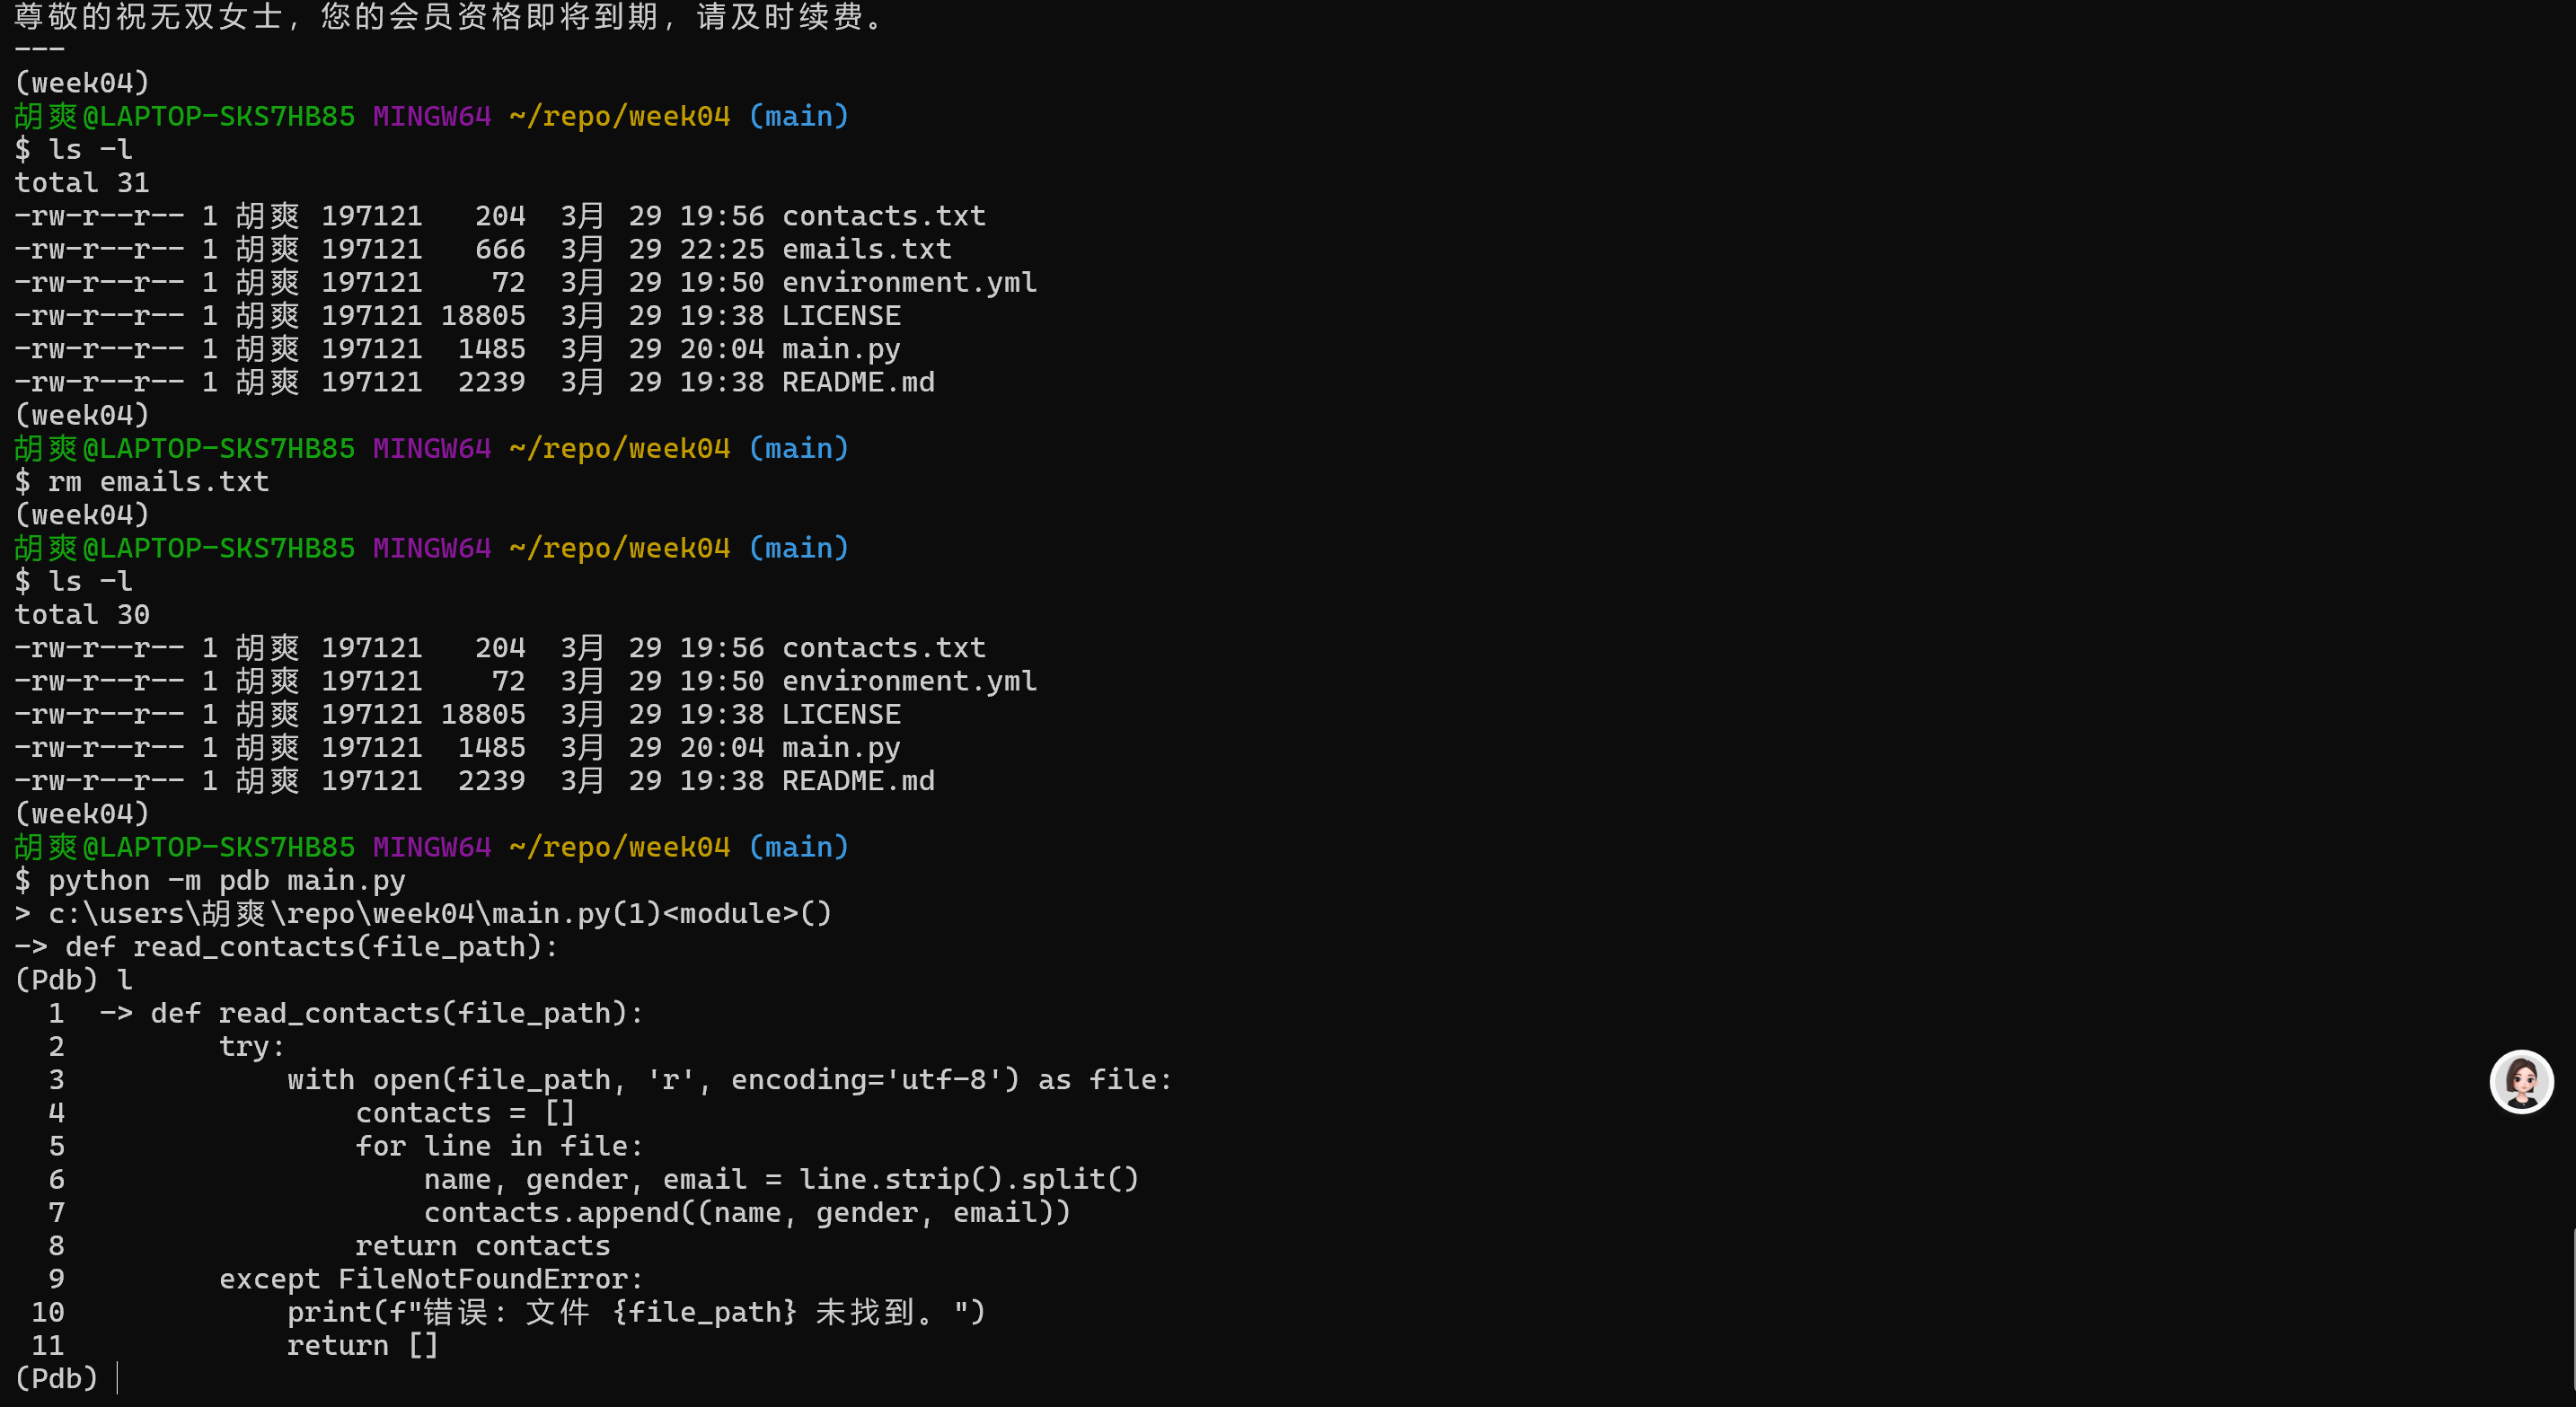 尊敬的祝无双女士，您的会员资格即将到期，请及时续费。
---
(week04)
胡爽@LAPTOP-SKS7HB85 MINGW64 ~/repo/week04 (main)
$ ls -l
total 31
-rw-r--r-- 1 胡爽 197121   204  3月  29 19:56 contacts.txt
-rw-r--r-- 1 胡爽 197121   666  3月  29 22:25 emails.txt
-rw-r--r-- 1 胡爽 197121    72  3月  29 19:50 environment.yml
-rw-r--r-- 1 胡爽 197121 18805  3月  29 19:38 LICENSE
-rw-r--r-- 1 胡爽 197121  1485  3月  29 20:04 main.py
-rw-r--r-- 1 胡爽 197121  2239  3月  29 19:38 README.md
(week04)
胡爽@LAPTOP-SKS7HB85 MINGW64 ~/repo/week04 (main)
$ rm emails.txt
(week04)
胡爽@LAPTOP-SKS7HB85 MINGW64 ~/repo/week04 (main)
$ ls -l
total 30
-rw-r--r-- 1 胡爽 197121   204  3月  29 19:56 contacts.txt
-rw-r--r-- 1 胡爽 197121    72  3月  29 19:50 environment.yml
-rw-r--r-- 1 胡爽 197121 18805  3月  29 19:38 LICENSE
-rw-r--r-- 1 胡爽 197121  1485  3月  29 20:04 main.py
-rw-r--r-- 1 胡爽 197121  2239  3月  29 19:38 README.md
(week04)
胡爽@LAPTOP-SKS7HB85 MINGW64 ~/repo/week04 (main)
$ python -m pdb main.py
> c:\users\胡爽\repo\week04\main.py(1)<module>()
-> def read_contacts(file_path):
(Pdb) l
  1  -> def read_contacts(file_path):
  2         try:
  3             with open(file_path, 'r', encoding='utf-8') as file:
  4                 contacts = []
  5                 for line in file:
  6                     name, gender, email = line.strip().split()
  7                     contacts.append((name, gender, email))
  8                 return contacts
  9         except FileNotFoundError:
 10             print(f"错误：文件 {file_path} 未找到。")
 11             return []
(Pdb)